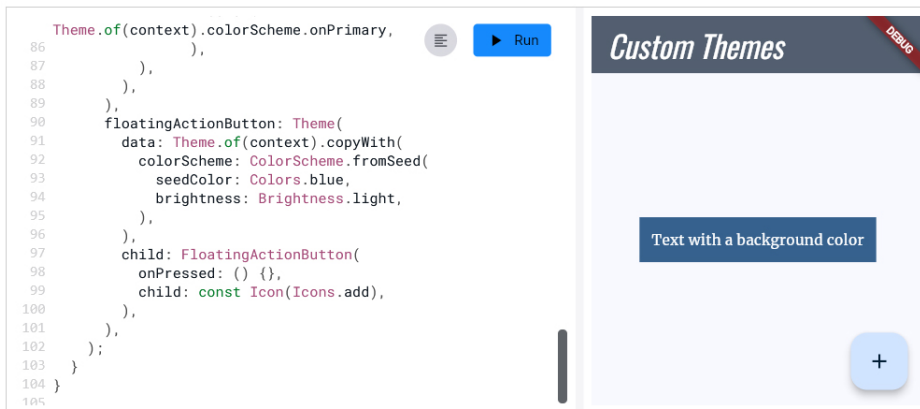 Theme.of(context).colorScheme.onPrimary,
86 ),
87 ),
88 ),
89 ),
90 floatingActionButton: Theme(
91 data: Theme.of(context).copyWith(
92 colorScheme: ColorScheme.fromSeed(
93 seedColor: Colors.blue,
94 brightness: Brightness.light,
95 ),
96 ),
97 child: FloatingActionButton(
98 onPressed: () {},
99 child: const Icon(Icons.add),
100 ),
101 ),
102 );
103 }
104 }
105
Run
Custom Themes
DEBUG
Text with a background color
+